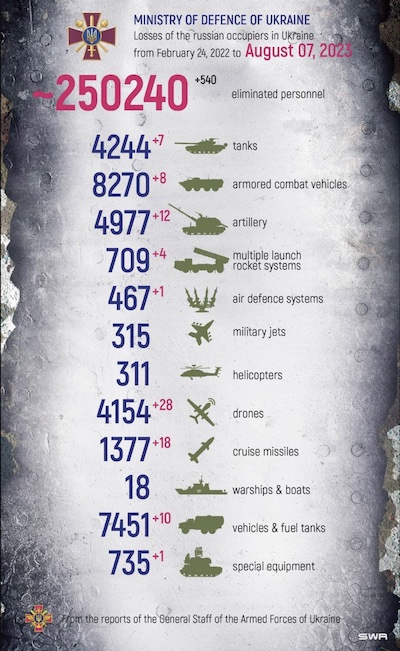 MINISTRY OF DEFENCE OF UKRAINE
Losses of the russian occupiers in Ukraine
from February 24, 2022 to August 07, 2023
~250240 +540 eliminated personnel
4244 +7 tanks
8270 +8 armored combat vehicles
4977 +12 artillery
709 +4 multiple launch
rocket systems
467 +1 air defence systems
315 military jets
311 helicopters
4154 +28 drones
1377 +18 cruise missiles
18 warships & boats
7451 +10 vehicles & fuel tanks
735 +1 special equipment
From the reports of the General Staff of the Armed Forces of Ukraine
SWR